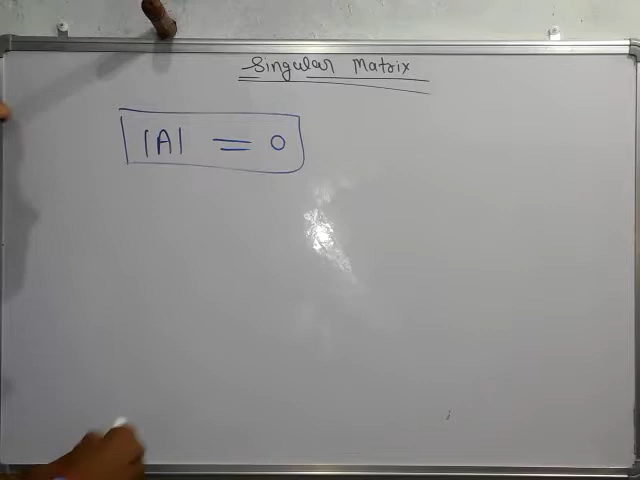 Singular Matrix
|A| = 0